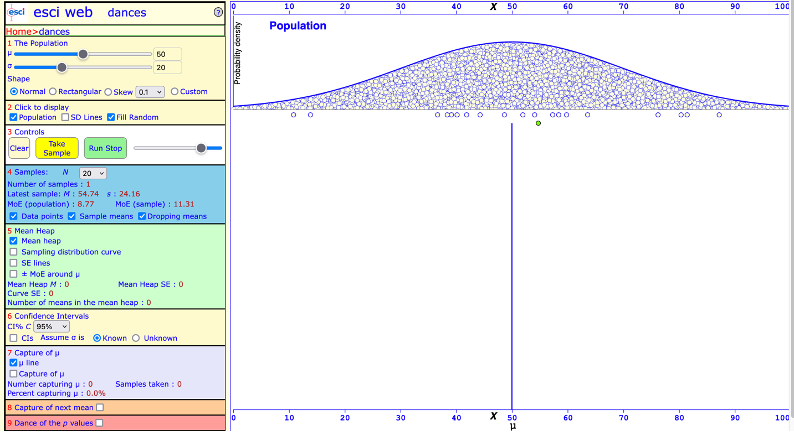 esci esci web dances ?
Home>dances
1 The Population
μ 50
σ 20
Shape
Normal Rectangular Skew 0.1 Custom
2 Click to display
Population SD Lines Fill Random
3 Controls
Clear Take Sample Run Stop
4 Samples: N 20
Number of samples : 1
Latest sample: M : 54.74 s : 24.16
MoE (population) : 8.77 MoE (sample) : 11.31
Data points Sample means Dropping means
5 Mean Heap
Mean heap
Sampling distribution curve
SE lines
± MoE around μ
Mean Heap M : 0 Mean Heap SE : 0
Curve SE : 0
Number of means in the mean heap : 0
6 Confidence Intervals
CI% C 95%
CIs Assume σ is Known Unknown
7 Capture of μ
μ line
Capture of μ
Number capturing μ : 0 Samples taken : 0
Percent capturing μ : 0.0%
8 Capture of next mean
9 Dance of the p values
0 10 20 30 40 X 50 60 70 80 90 100
Population
Probability density
0 10 20 30 40 X 50 60 70 80 90 100
μ